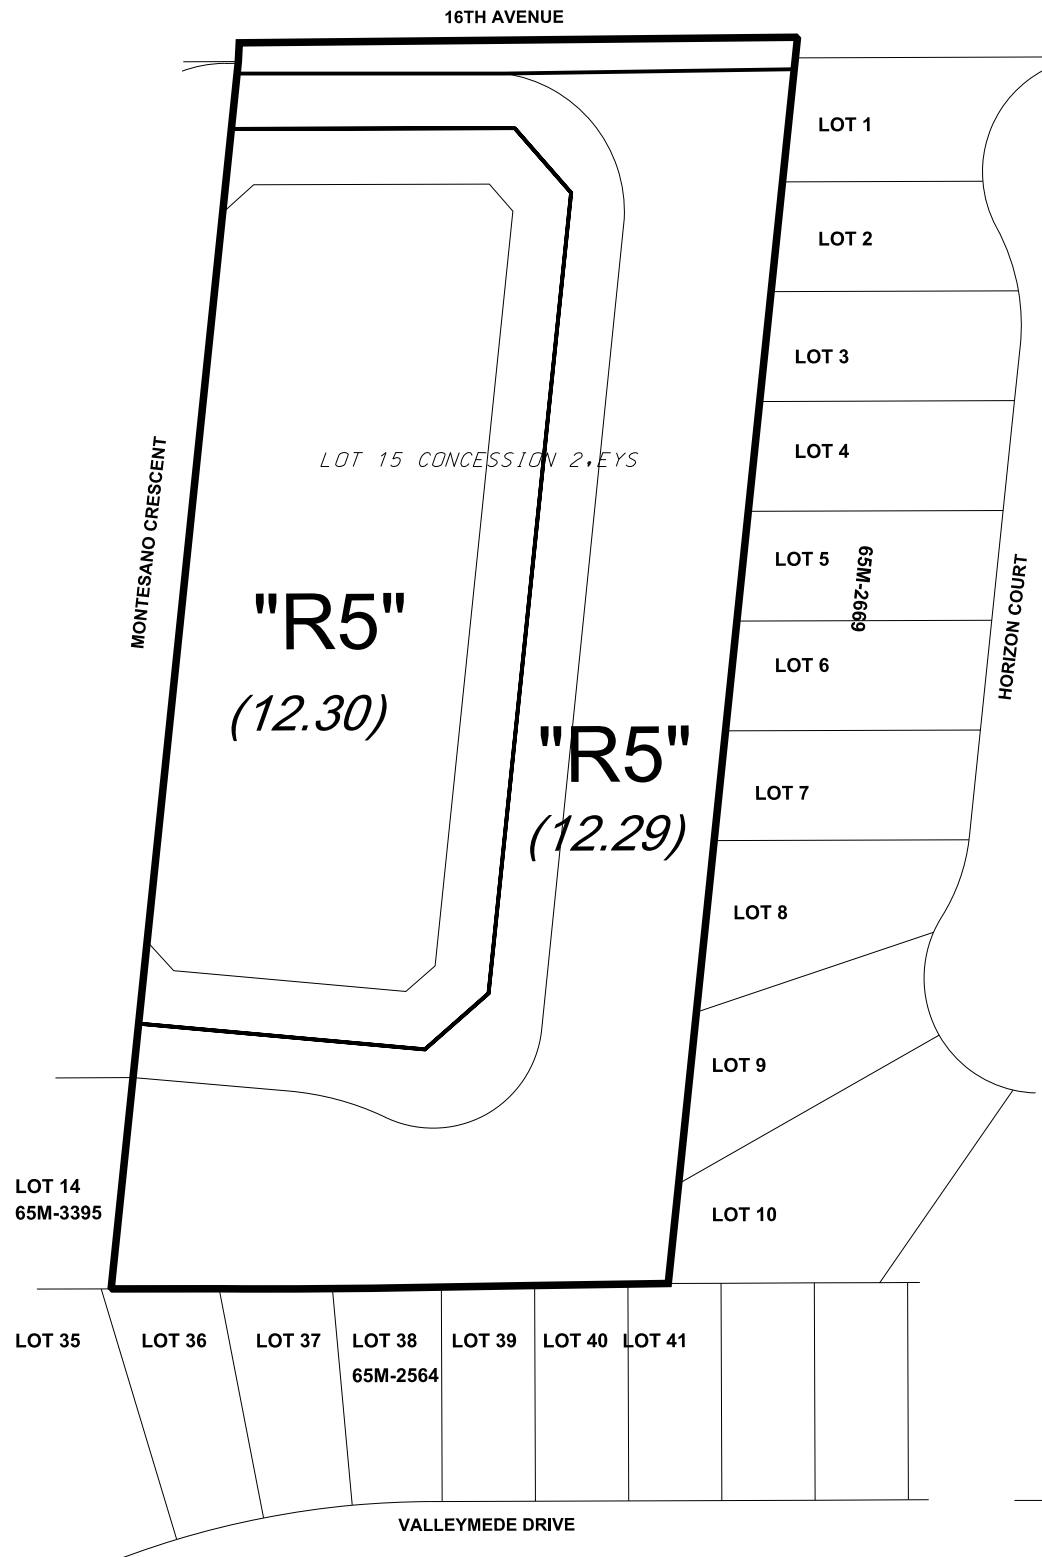 16TH AVENUE
LOT 1
LOT 2
LOT 3
LOT 4
LOT 15 CONCESSION 2,EYS
MONTESANO CRESCENT
LOT 5
65M-2669
HORIZON COURT
"R5"
(12.30)
LOT 6
"R5"
(12.29)
LOT 7
LOT 8
LOT 9
LOT 14
65M-3395
LOT 10
LOT 35
LOT 36
LOT 37
LOT 38
65M-2564
LOT 39
LOT 40
LOT 41
VALLEYMEDE DRIVE